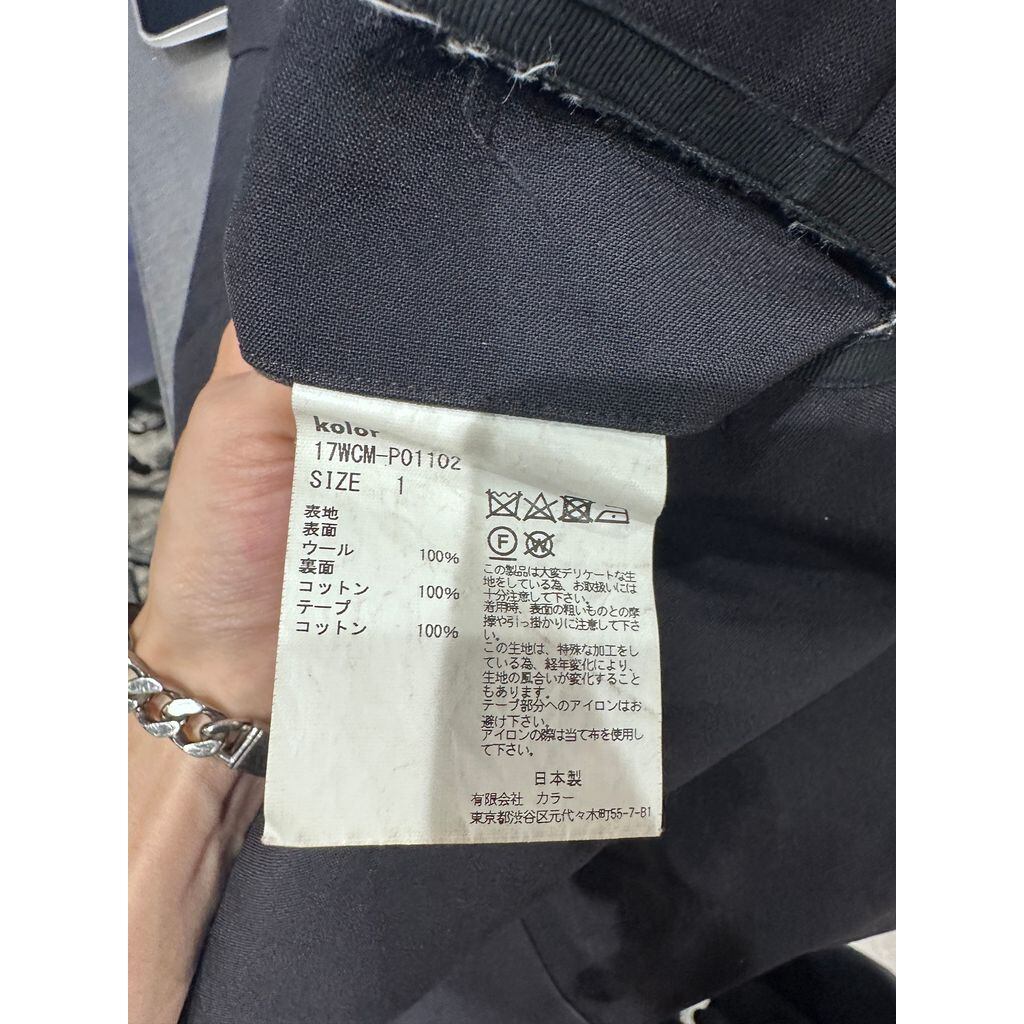 kolor
17WCM-P01102
SIZE 1
表地
表面
ウール 100%
裏面
コットン 100%
テープ
コットン 100%
F
W
この製品は大変デリケートな生
地をしている為、お取扱いには
十分注意して下さい。
着用時、表面の粗いものとの摩
擦や引っ掛かりに注意して下さ
い。
この生地は、特殊な加工をし
ている為、経年変化により、
生地の風合いが変化すること
もあります。
テープ部分へのアイロンはお
避け下さい。
アイロンの際は当て布を使用し
て下さい。
日本製
有限会社 カラー
東京都渋谷区元代々木町55-7-B1